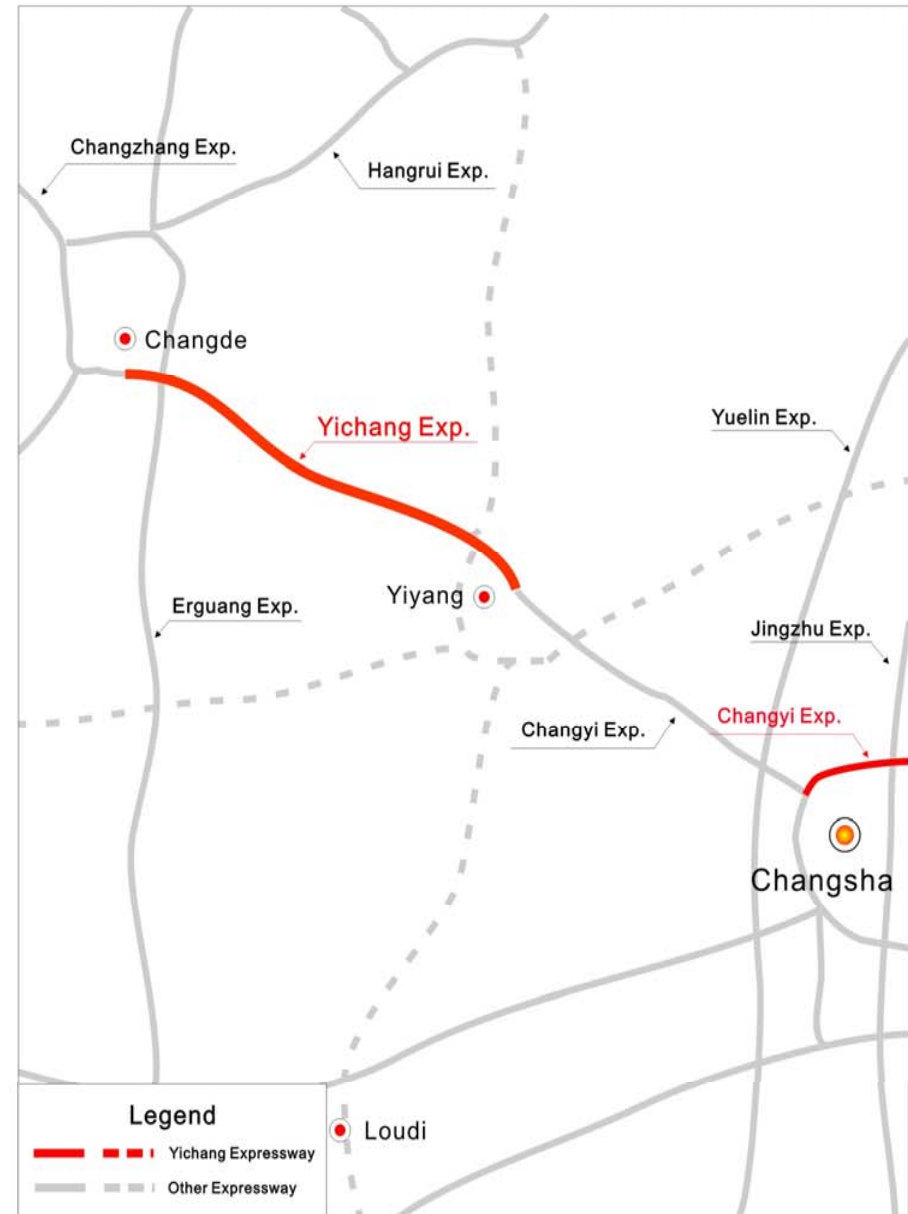 Changzhang Exp.
Hangrui Exp.
Changde
Yichang Exp.
Yuelin Exp.
Yiyang
Erguang Exp.
Jingzhu Exp.
Changyi Exp.
Changyi Exp.
Changsha
Loudi
Legend
Yichang Expressway
Other Expressway